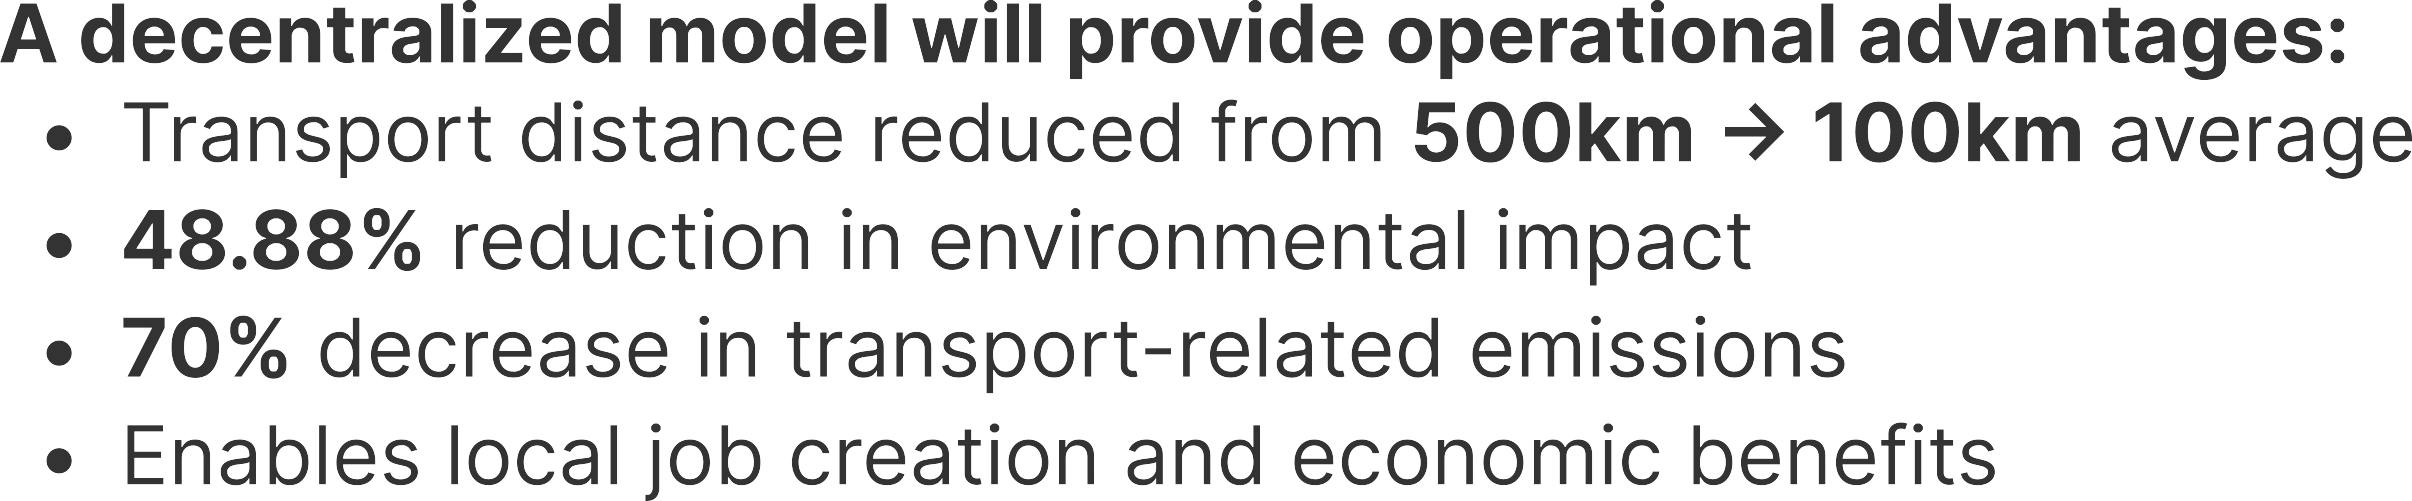 A decentralized model will provide operational advantages:
• Transport distance reduced from 500km → 100km average
• 48.88% reduction in environmental impact
• 70% decrease in transport-related emissions
• Enables local job creation and economic benefits